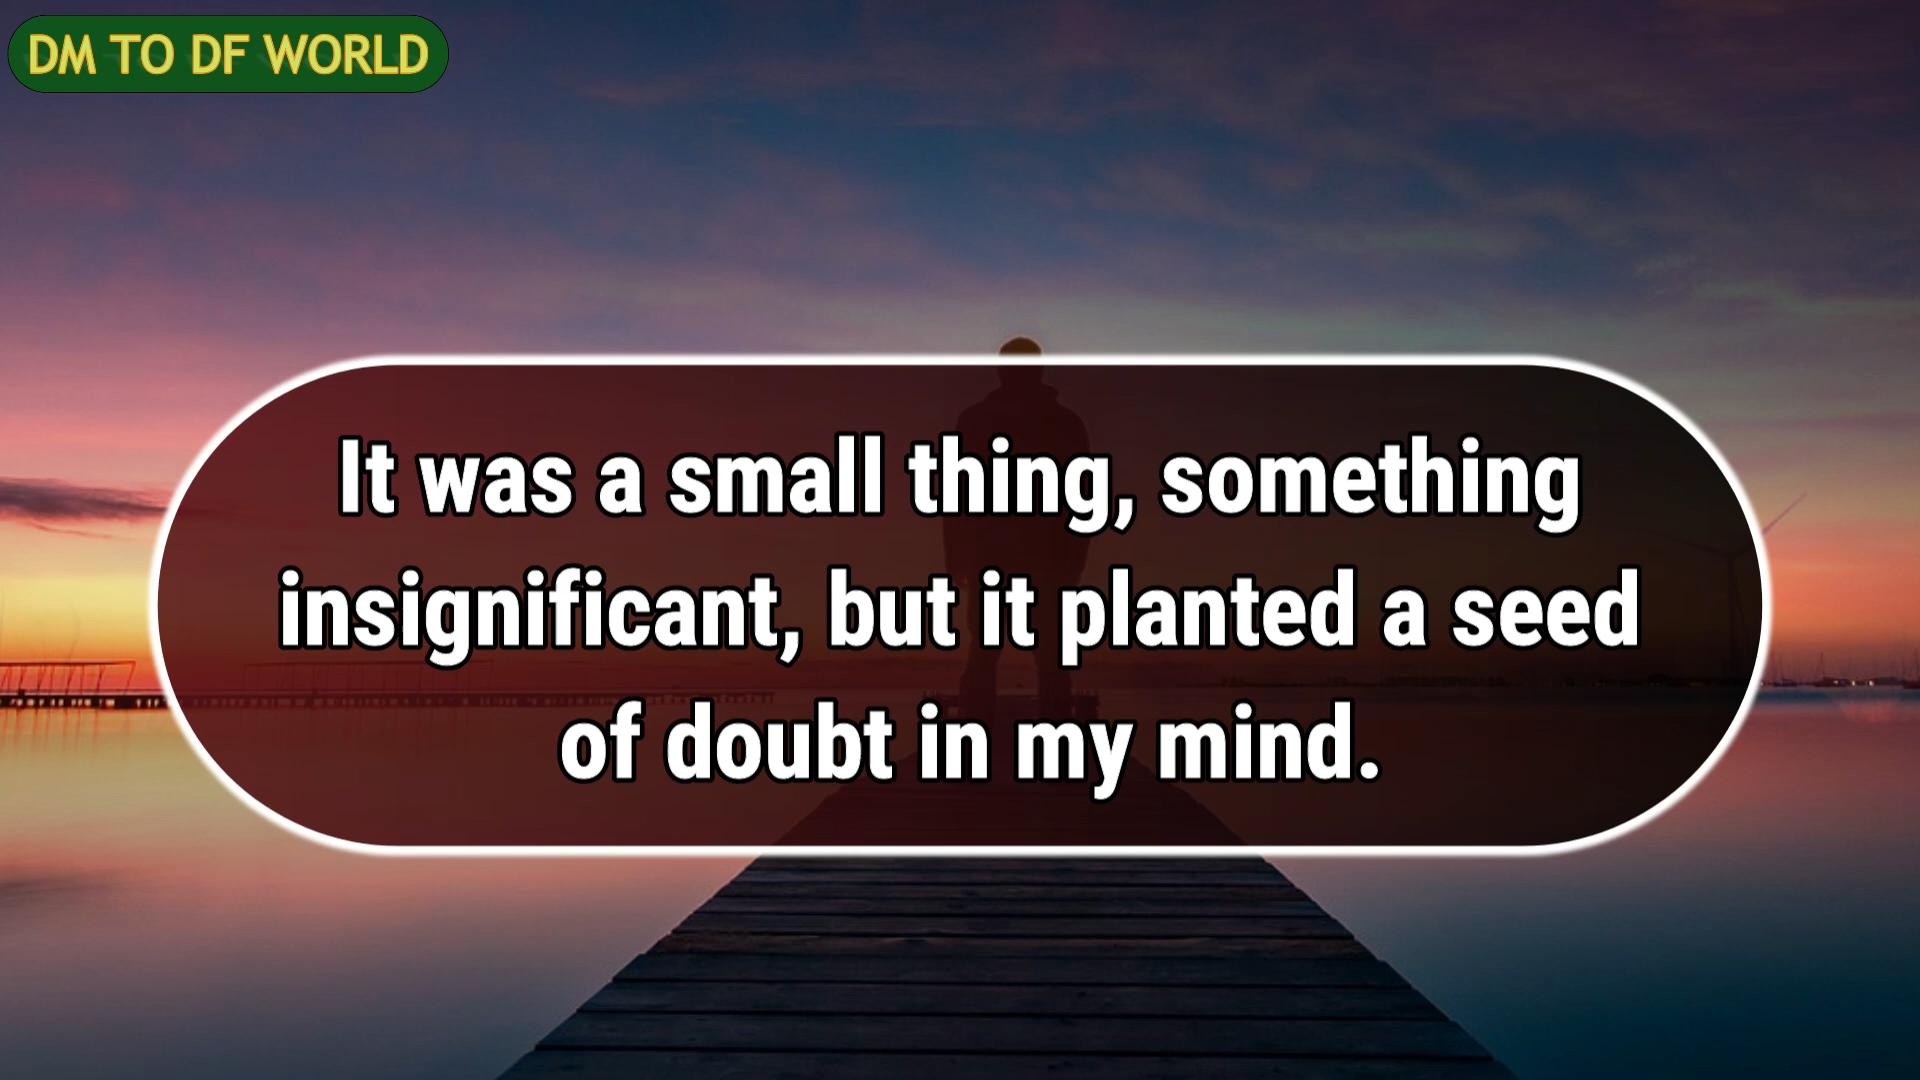 DM TO DF WORLD
It was a small thing, something
insignificant, but it planted a seed
of doubt in my mind.